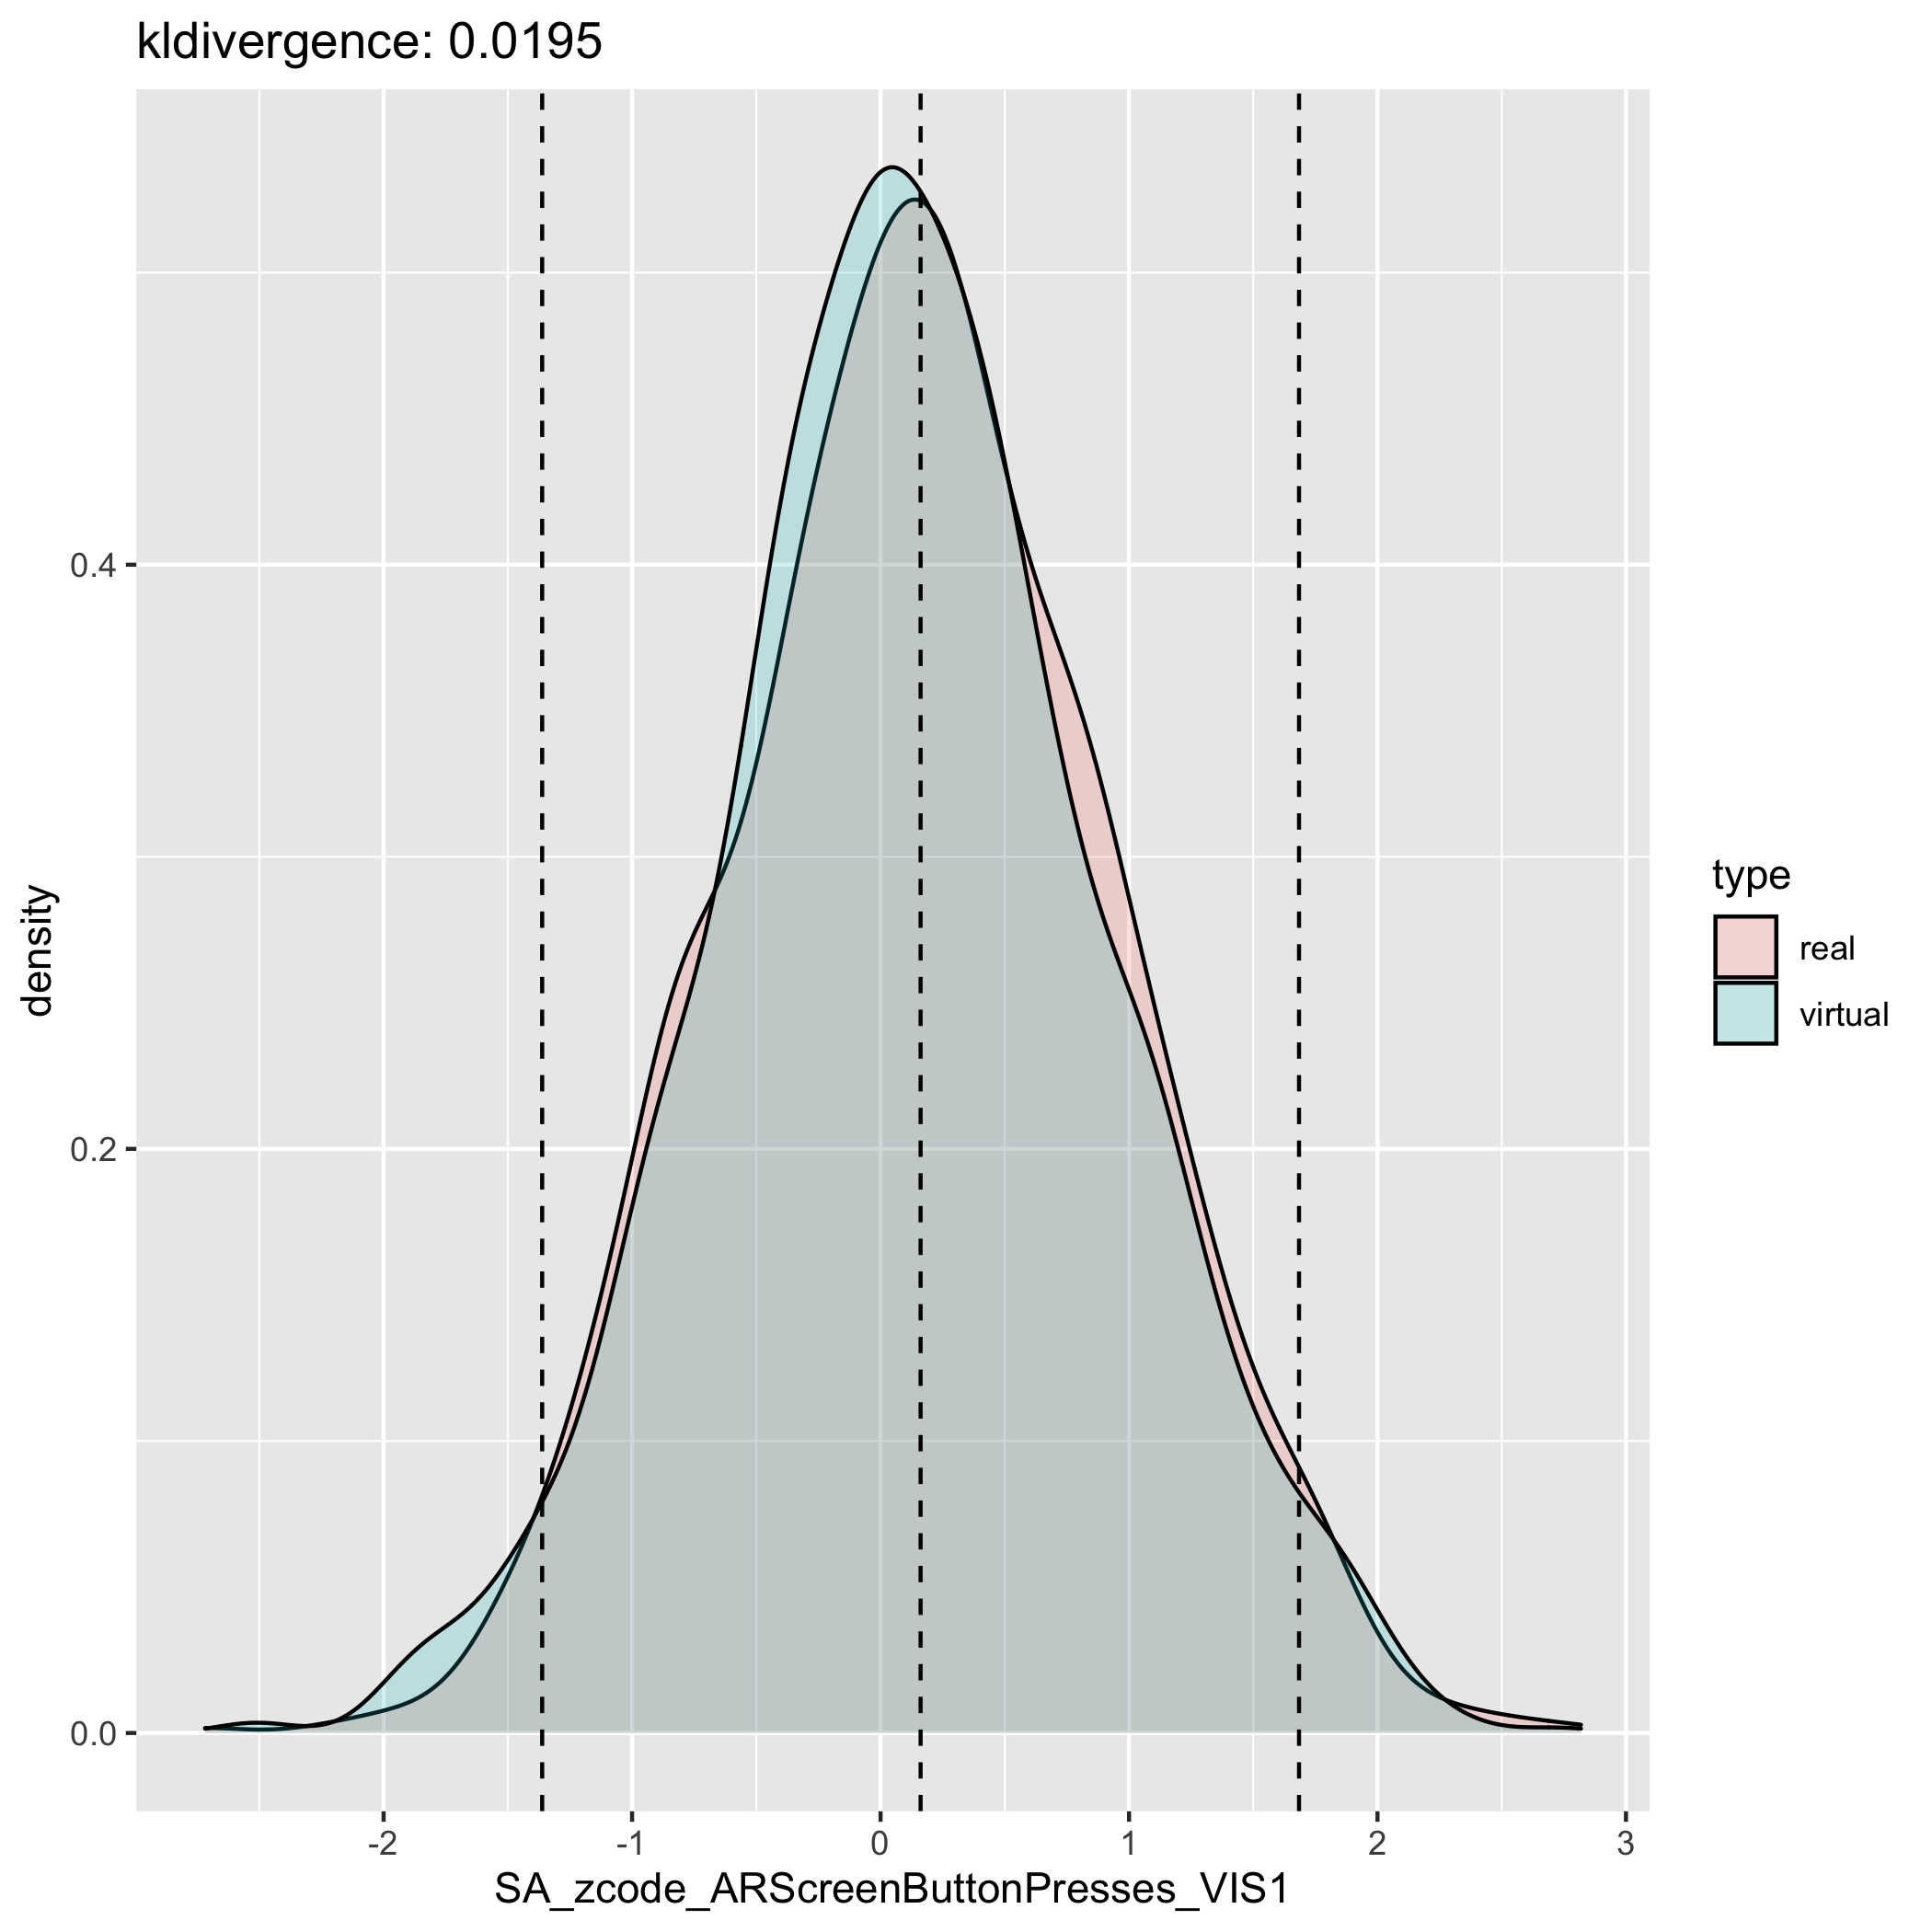 kldivergence: 0.0195
0.4
0.2
0.0
density
-2
-1
0
1
2
3
SA_zcode_ARScreenButtonPresses_VIS1
type
real
virtual